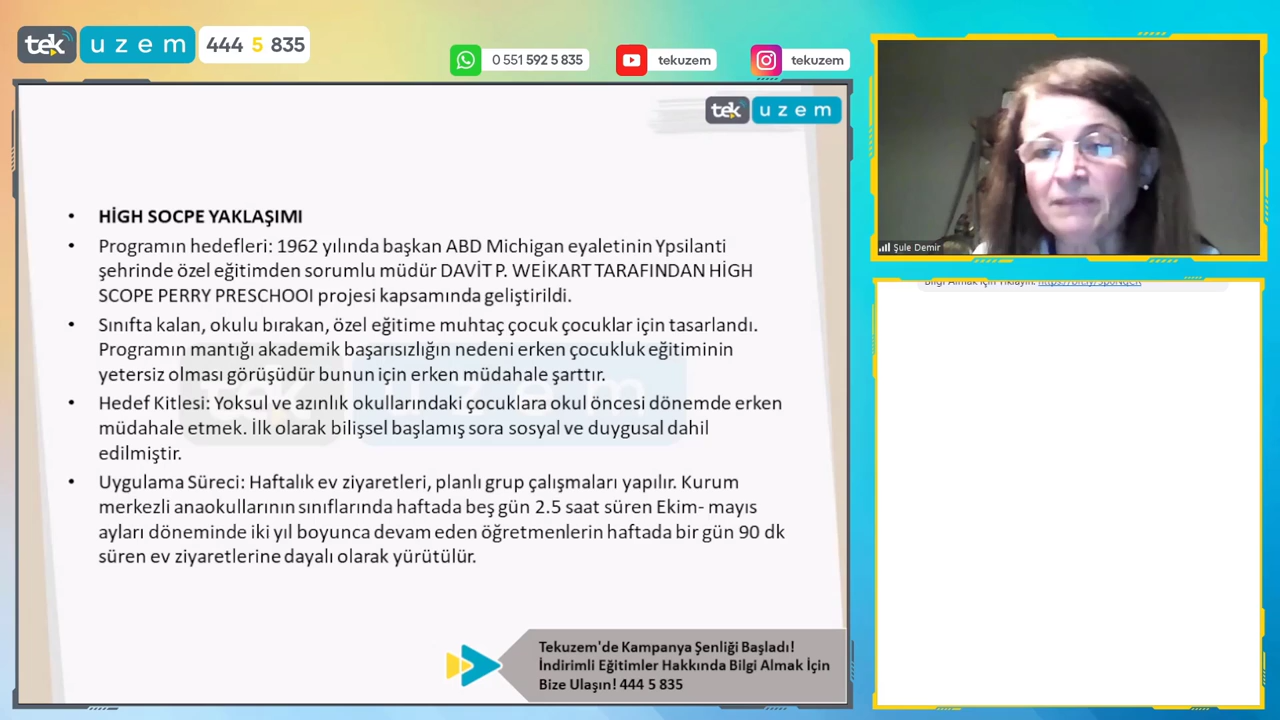 tek uzem 444 5 835
0 551 592 5 835
tekuzem
tekuzem
tek uzem
• HİGH SOCPE YAKLAŞIMI
• Programın hedefleri: 1962 yılında başkan ABD Michigan eyaletinin Ypsilanti
şehrinde özel eğitimden sorumlu müdür DAVİT P. WEİKART TARAFINDAN HİGH
SCOPE PERRY PRESCHOOl projesi kapsamında geliştirildi.
• Sınıfta kalan, okulu bırakan, özel eğitime muhtaç çocuk çocuklar için tasarlandı.
Programın mantığı akademik başarısızlığın nedeni erken çocukluk eğitiminin
yetersiz olması görüşüdür bunun için erken müdahale şarttır.
• Hedef Kitlesi: Yoksul ve azınlık okullarındaki çocuklara okul öncesi dönemde erken
müdahale etmek. İlk olarak bilişsel başlamış sora sosyal ve duygusal dahil
edilmiştir.
• Uygulama Süreci: Haftalık ev ziyaretleri, planlı grup çalışmaları yapılır. Kurum
merkezli anaokullarının sınıflarında haftada beş gün 2.5 saat süren Ekim- mayıs
ayları döneminde iki yıl boyunca devam eden öğretmenlerin haftada bir gün 90 dk
süren ev ziyaretlerine dayalı olarak yürütülür.
tek uzem
Tekuzem'de Kampanya Şenliği Başladı!
İndirimli Eğitimler Hakkında Bilgi Almak İçin
Bize Ulaşın! 444 5 835
Şule Demir
Bilgi Almak İçin Tıklayın: